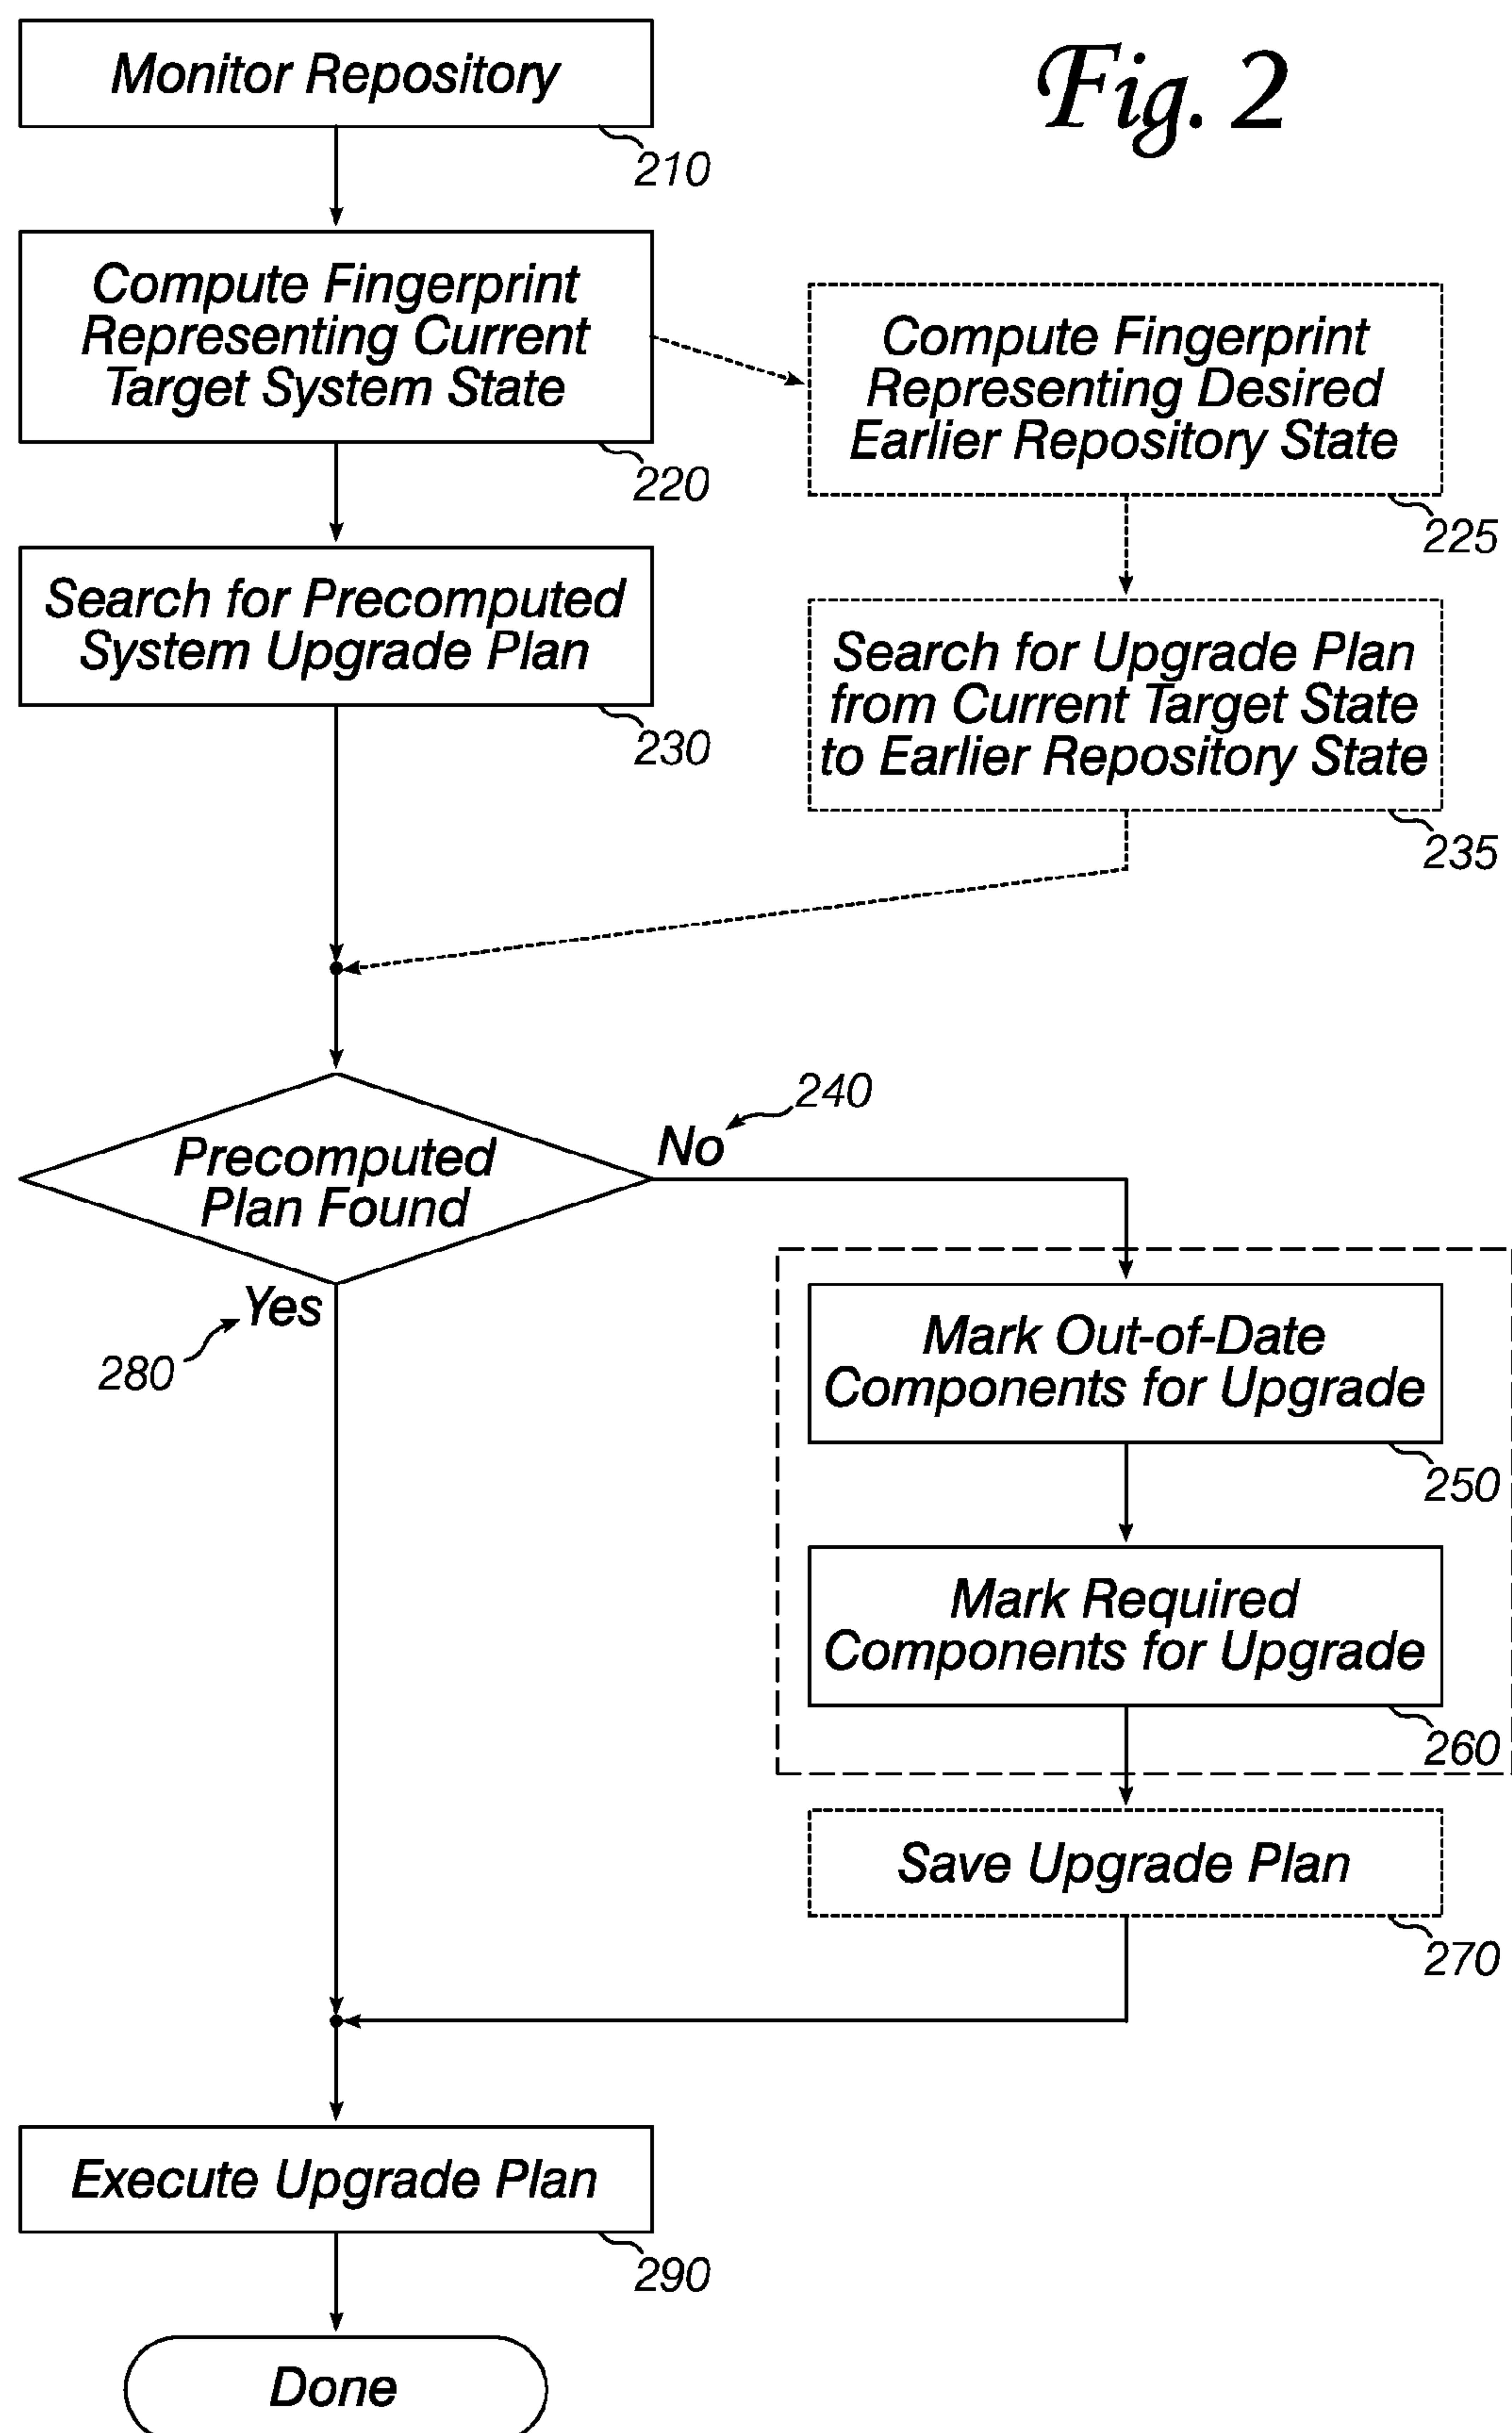 Fig. 2
Monitor Repository
210
Compute Fingerprint
Representing Current
Target System State
220
Compute Fingerprint
Representing Desired
Earlier Repository State
225
Search for Precomputed
System Upgrade Plan
230
Search for Upgrade Plan
from Current Target State
to Earlier Repository State
235
Precomputed
Plan Found
No
240
Yes
280
Mark Out-of-Date
Components for Upgrade
250
Mark Required
Components for Upgrade
260
Save Upgrade Plan
270
Execute Upgrade Plan
290
Done